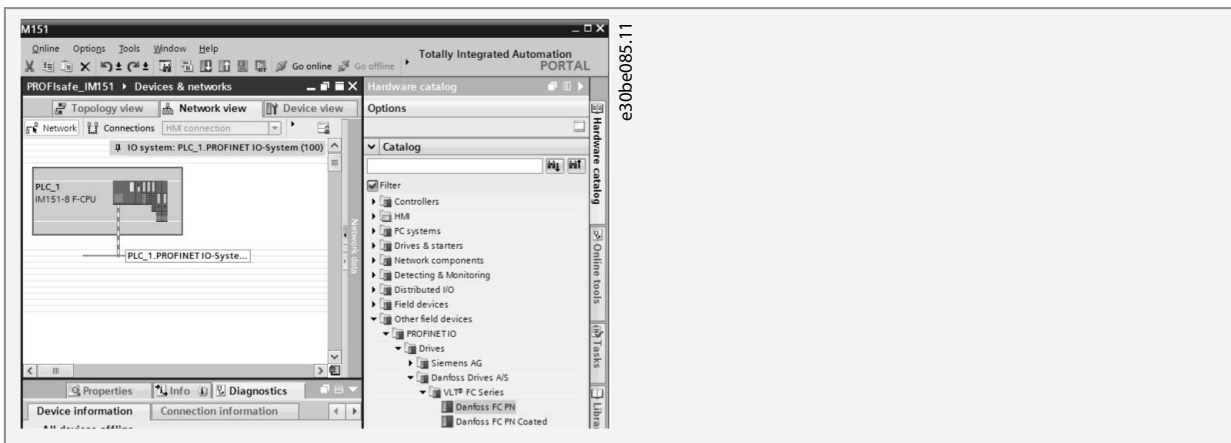 M151
Online Options Tools Window Help
Go online Go offline
Totally Integrated Automation
PORTAL
PROFIsafe_IM151 Devices & networks
Topology view Network view Device view
Network Connections HMI connection
IO system: PLC_1.PROFINET IO-System (100)
PLC_1
IM151-8 F-CPU
PLC_1.PROFINET IO-Syste...
Network data
Properties Info Diagnostics
Device information Connection information
All devices offline
Hardware catalog
Options
Catalog
Filter
Controllers
HMI
PC systems
Drives & starters
Network components
Detecting & Monitoring
Distributed I/O
Field devices
Other field devices
PROFINET IO
Drives
Siemens AG
Danfoss Drives A/S
VLT® FC Series
Danfoss FC PN
Danfoss FC PN Coated
Hardware catalog
Online tools
Tasks
Libra
e30be085.11